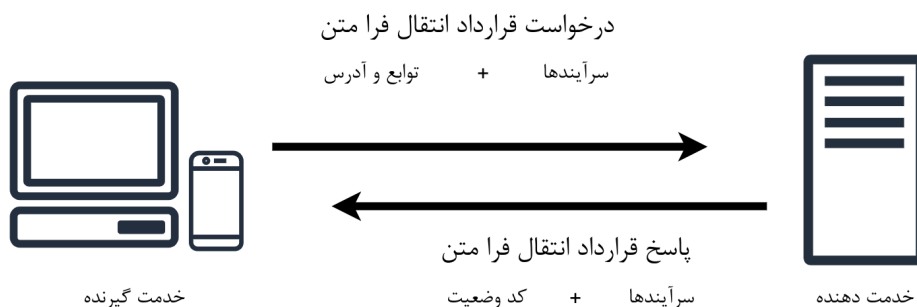 درخواست قرارداد انتقال فرا متن
سرآیندها + توابع و آدرس
پاسخ قرارداد انتقال فرا متن
خدمت دهنده
سرآیندها + کد وضعیت
خدمت گیرنده